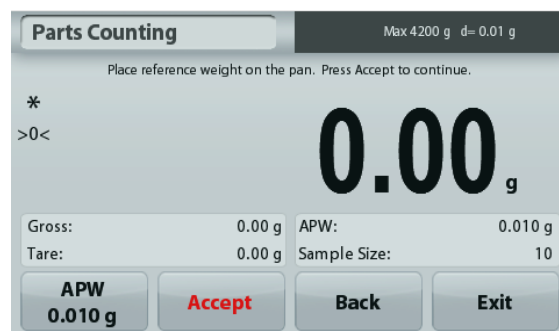 Parts Counting
Max 4200 g d= 0.01 g
Place reference weight on the pan. Press Accept to continue.
*
>0<
0.00 g
Gross: 0.00 g APW: 0.010 g
Tare: 0.00 g Sample Size: 10
APW
0.010 g
Accept
Back
Exit